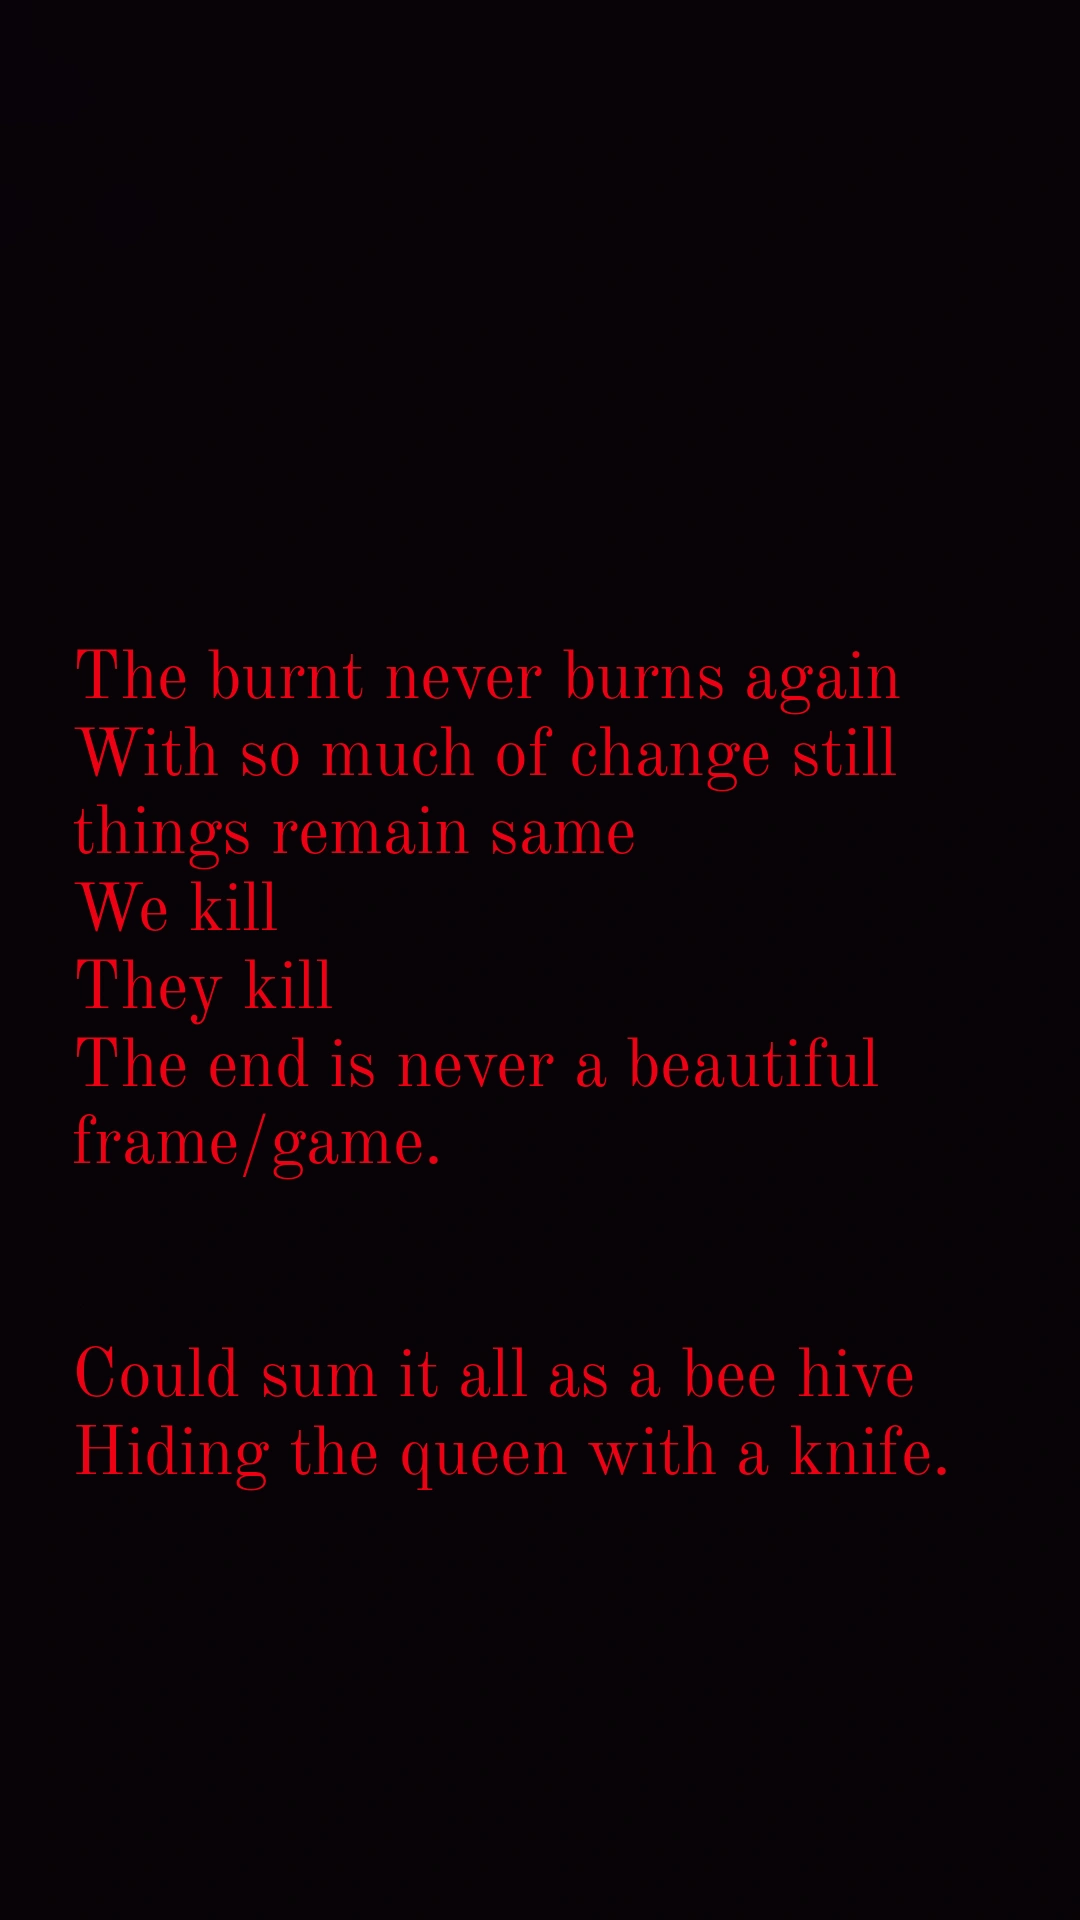 The burnt never burns again
With so much of change still
things remain same
We kill
They kill
The end is never a beautiful
frame/game.
Could sum it all as a bee hive
Hiding the queen with a knife.